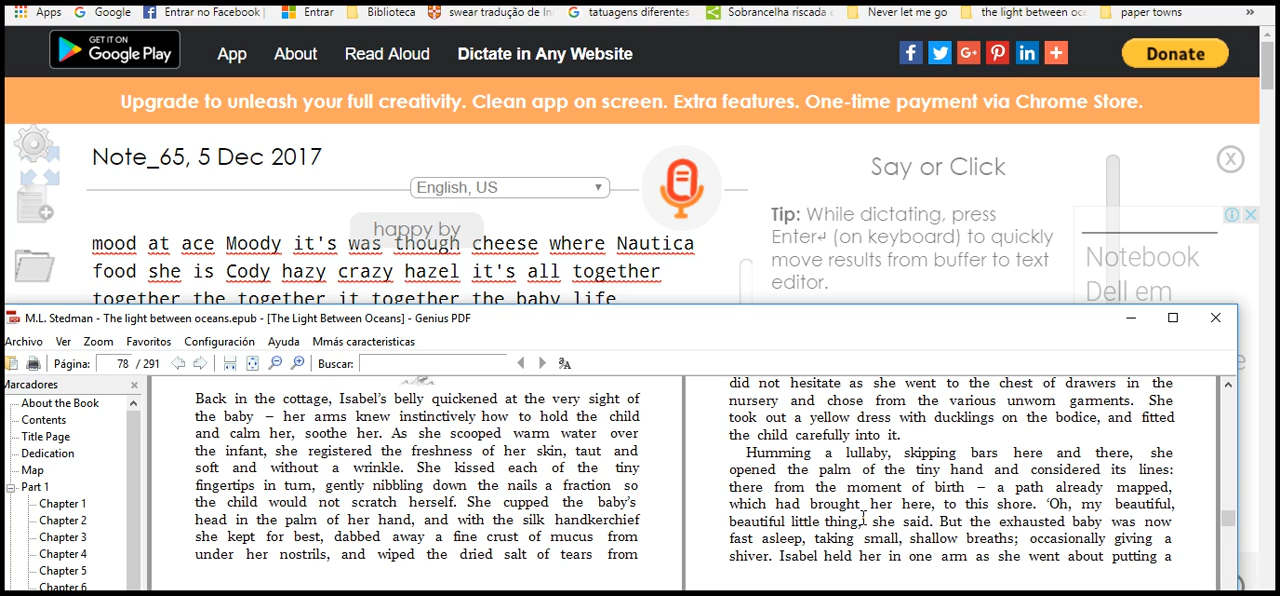 Apps Google Entrar no Facebook Entrar Biblioteca swear tradução de In tatuagens diferentes Sobrancelha riscada Never let me go the light between oce paper towns »
GET IT ON
Google Play App About Read Aloud Dictate in Any Website Donate
Upgrade to unleash your full creativity. Clean app on screen. Extra features. One-time payment via Chrome Store.
Note_65, 5 Dec 2017
English, US
happy by
mood at ace Moody it's was though cheese where Nautica
food she is Cody hazy crazy hazel it's all together
together the together it together the baby life
Say or Click
X
Tip: While dictating, press
Enter↵ (on keyboard) to quickly
move results from buffer to text
editor.
Notebook
Dell em
M.L. Stedman - The light between oceans.epub - [The Light Between Oceans] - Genius PDF
Archivo Ver Zoom Favoritos Configuración Ayuda Mmás características
Página: 78 / 291 Buscar:
Marcadores
About the Book
Contents
Title Page
Dedication
Map
Part 1
Chapter 1
Chapter 2
Chapter 3
Chapter 4
Chapter 5
Chapter 6
Back in the cottage, Isabel's belly quickened at the very sight of
the baby – her arms knew instinctively how to hold the child
and calm her, soothe her. As she scooped warm water over
the infant, she registered the freshness of her skin, taut and
soft and without a wrinkle. She kissed each of the tiny
fingertips in turn, gently nibbling down the nails a fraction so
the child would not scratch herself. She cupped the baby's
head in the palm of her hand, and with the silk handkerchief
she kept for best, dabbed away a fine crust of mucus from
under her nostrils, and wiped the dried salt of tears from
did not hesitate as she went to the chest of drawers in the
nursery and chose from the various unworn garments. She
took out a yellow dress with ducklings on the bodice, and fitted
the child carefully into it.
Humming a lullaby, skipping bars here and there, she
opened the palm of the tiny hand and considered its lines:
there from the moment of birth – a path already mapped,
which had brought her here, to this shore. 'Oh, my beautiful,
beautiful little thing,' she said. But the exhausted baby was now
fast asleep, taking small, shallow breaths; occasionally giving a
shiver. Isabel held her in one arm as she went about putting a